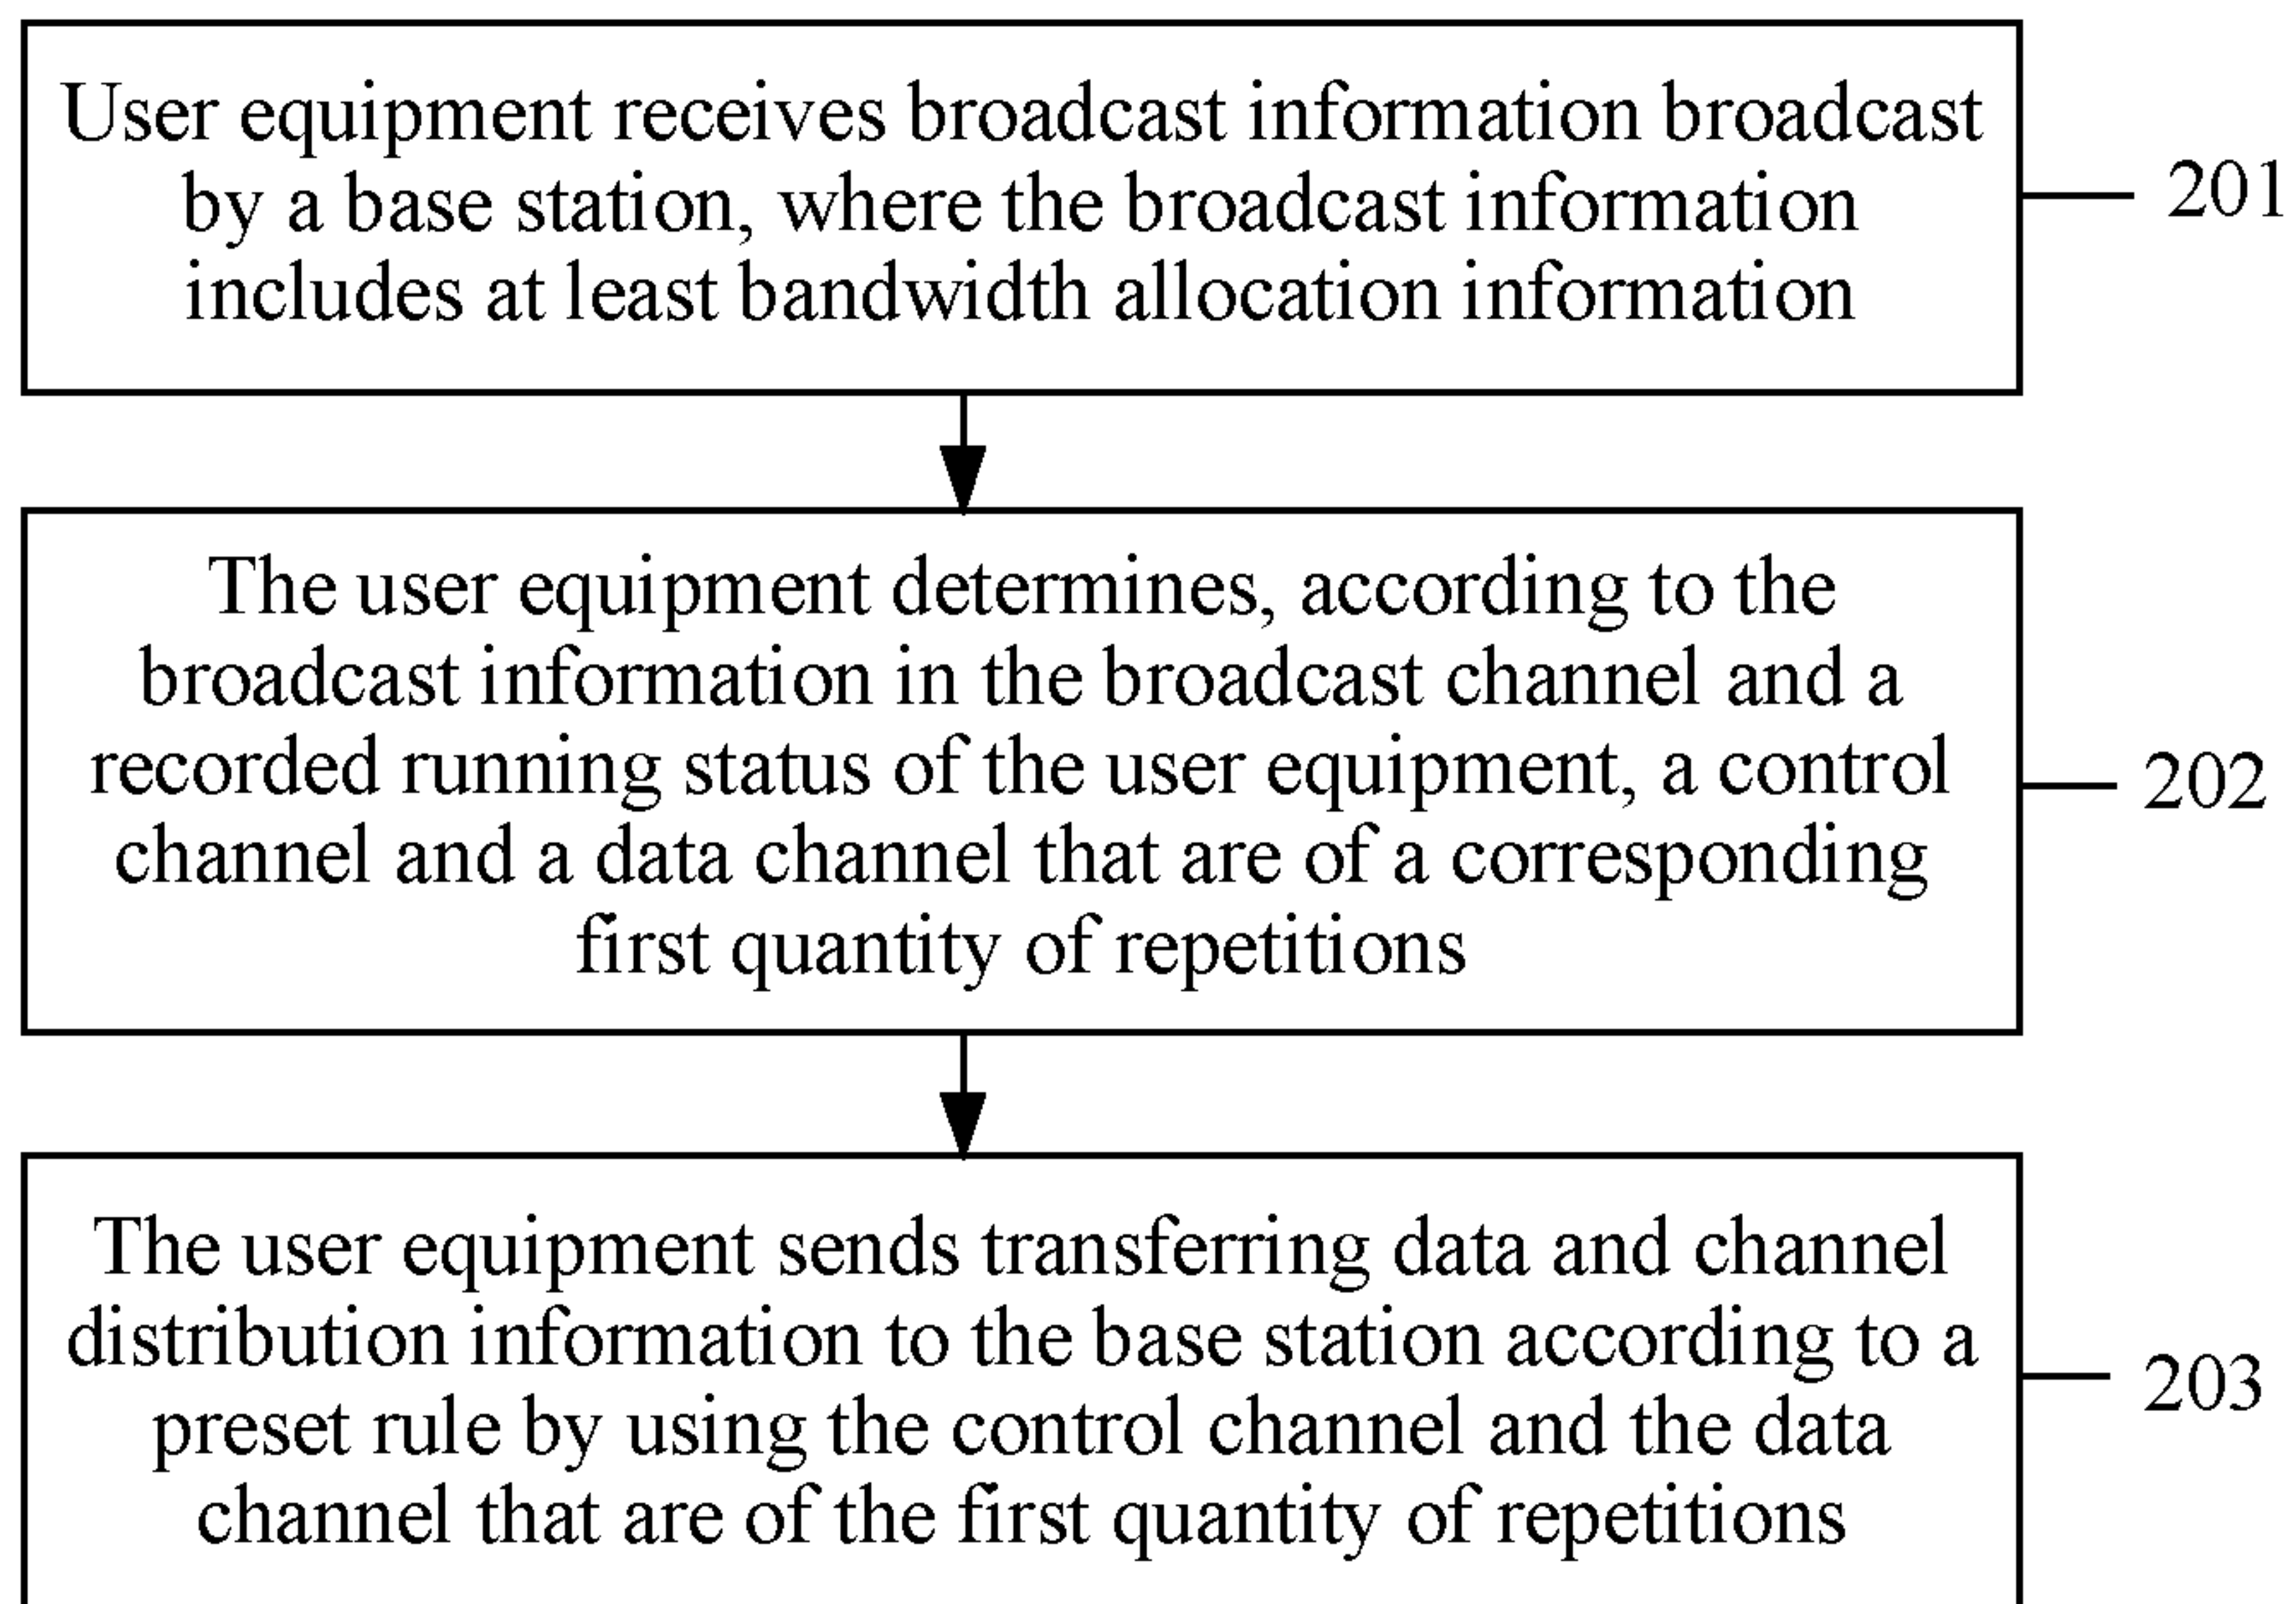 User equipment receives broadcast information broadcast
by a base station, where the broadcast information
includes at least bandwidth allocation information
201
The user equipment determines, according to the
broadcast information in the broadcast channel and a
recorded running status of the user equipment, a control
channel and a data channel that are of a corresponding
first quantity of repetitions
202
The user equipment sends transferring data and channel
distribution information to the base station according to a
preset rule by using the control channel and the data
channel that are of the first quantity of repetitions
203